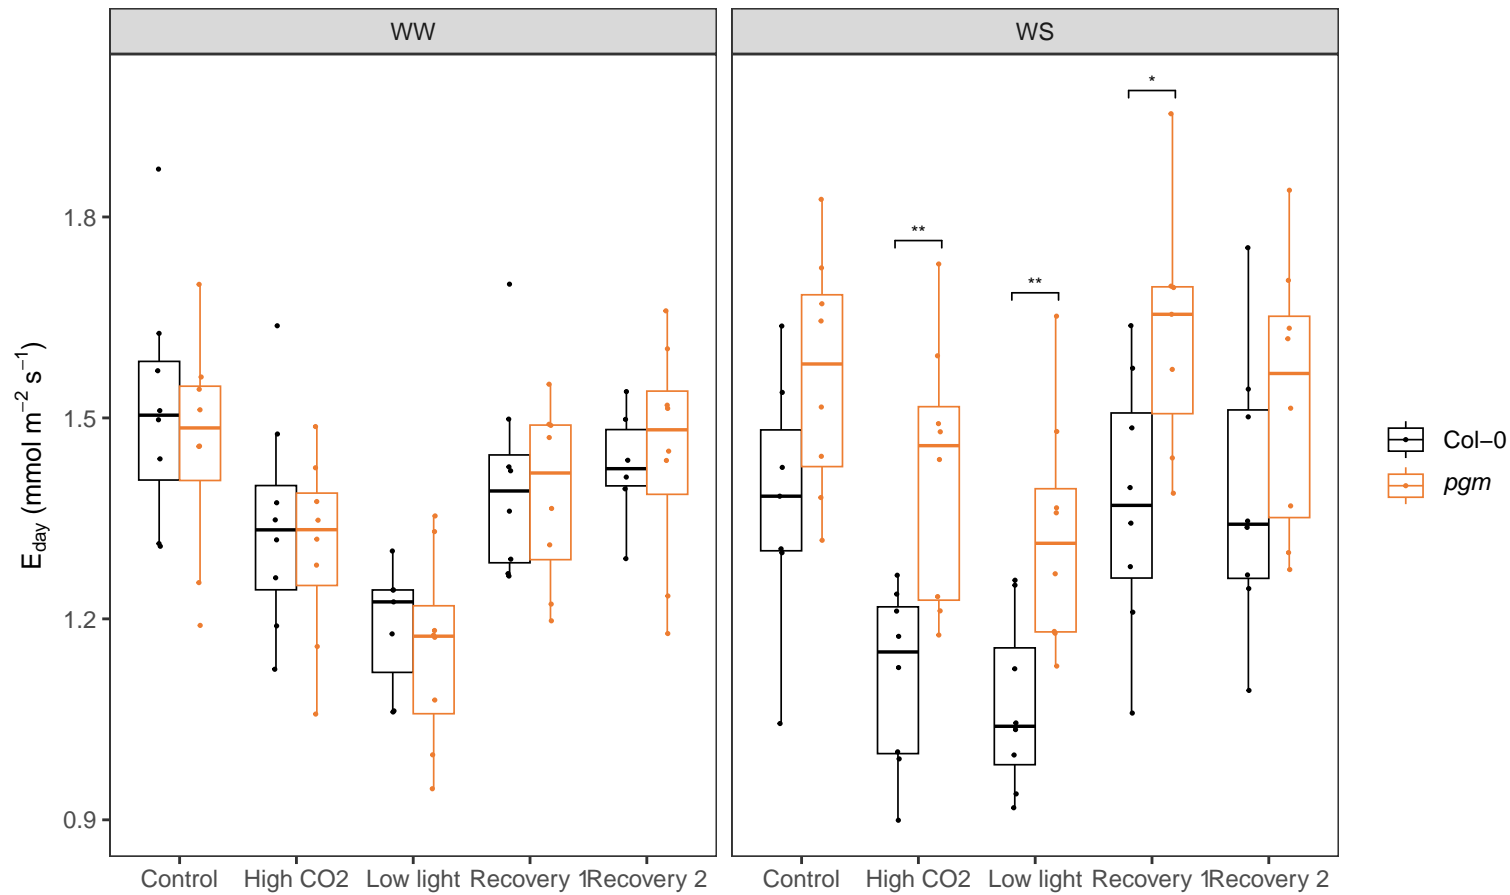 WW
WS
*
**
**
1.8
1.5
1.2
0.9
E_day (mmol m⁻² s⁻¹)
Control High CO2 Low light Recovery 1 Recovery 2
Control High CO2 Low light Recovery 1 Recovery 2
Col−0
pgm